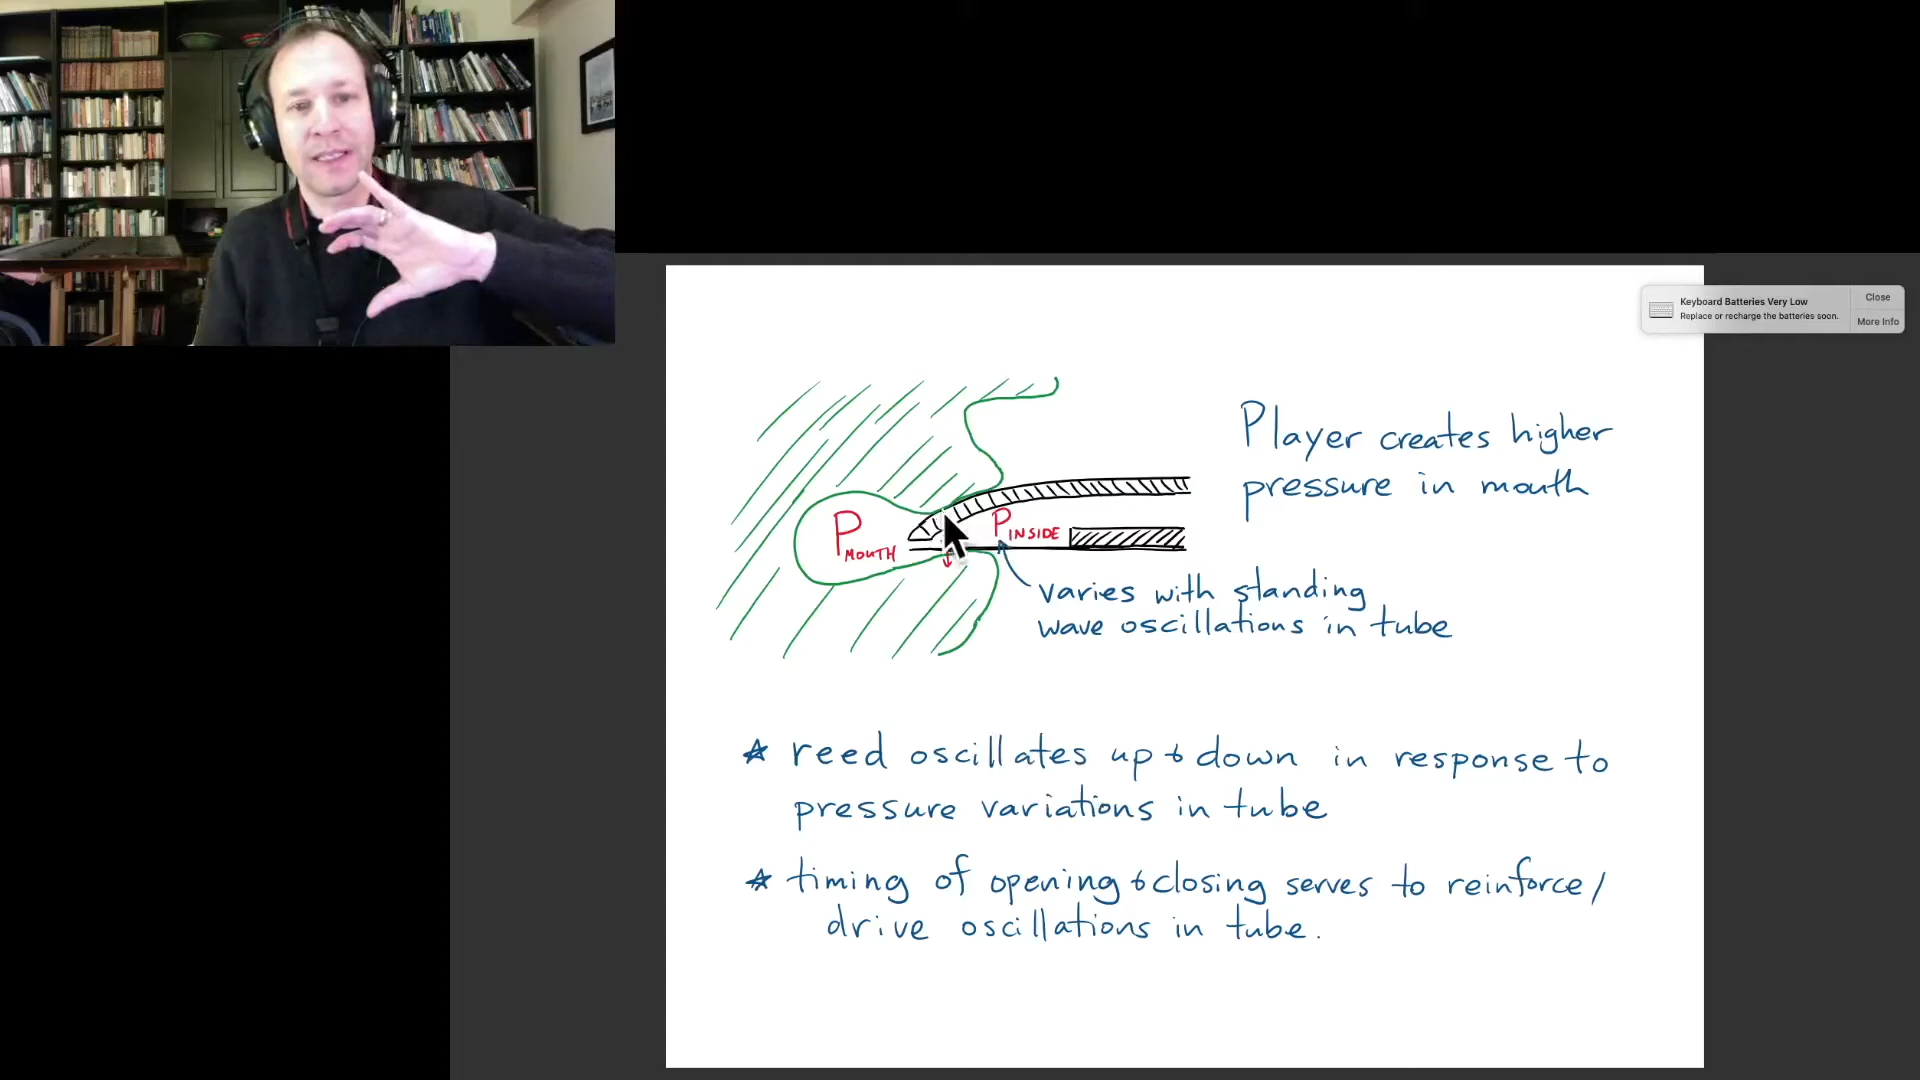 Keyboard Batteries Very Low
Close
Replace or recharge the batteries soon.
More Info
Player creates higher
pressure in mouth
P MOUTH
P INSIDE
varies with standing
wave oscillations in tube
☆ reed oscillates up & down in response to
pressure variations in tube
☆ timing of opening & closing serves to reinforce/
drive oscillations in tube.